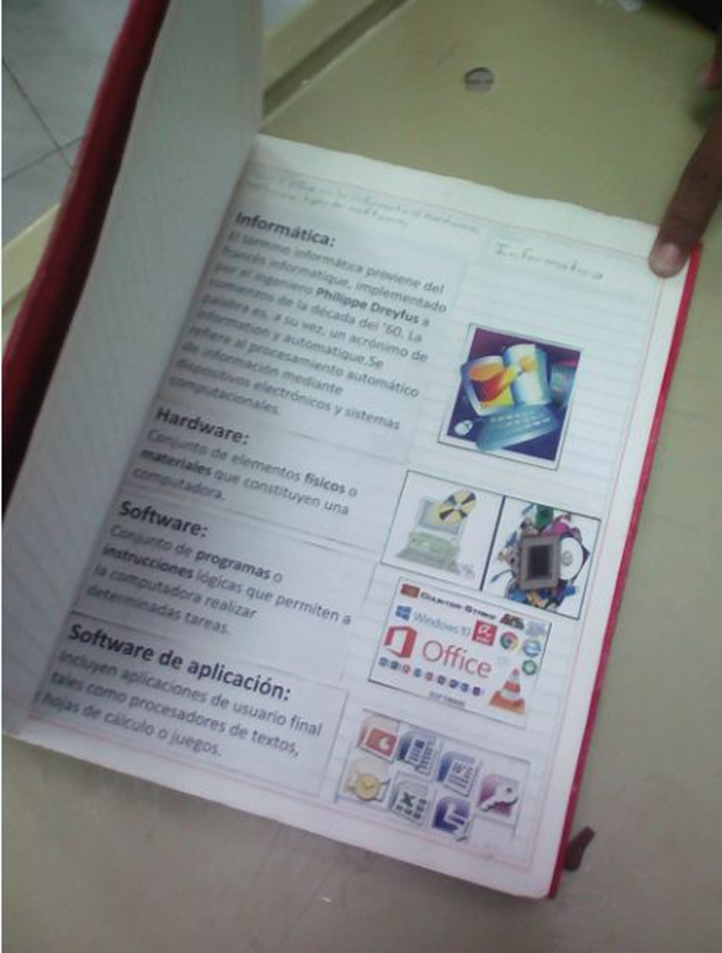 Informatica
Informática:
El término informática proviene del
francés informatique, implementado
por el ingeniero Philippe Dreyfus a
comientos de la década del '60. La
palabra es, a su vez, un acrónimo de
information y automatique.Se
refiere al procesamiento automático
de información mediante
dispositivos electrónicos y sistemas
computacionales.
Hardware:
Conjunto de elementos físicos o
materiales que constituyen una
computadora.
Software:
Conjunto de programas o
instrucciones lógicas que permiten a
la computadora realizar
determinadas tareas.
COUNTER-STRIKE
Windows 10
Office
SOFTWARE
Software de aplicación:
Incluyen aplicaciones de usuario final
tales como procesadores de textos,
hojas de cálculo o juegos.